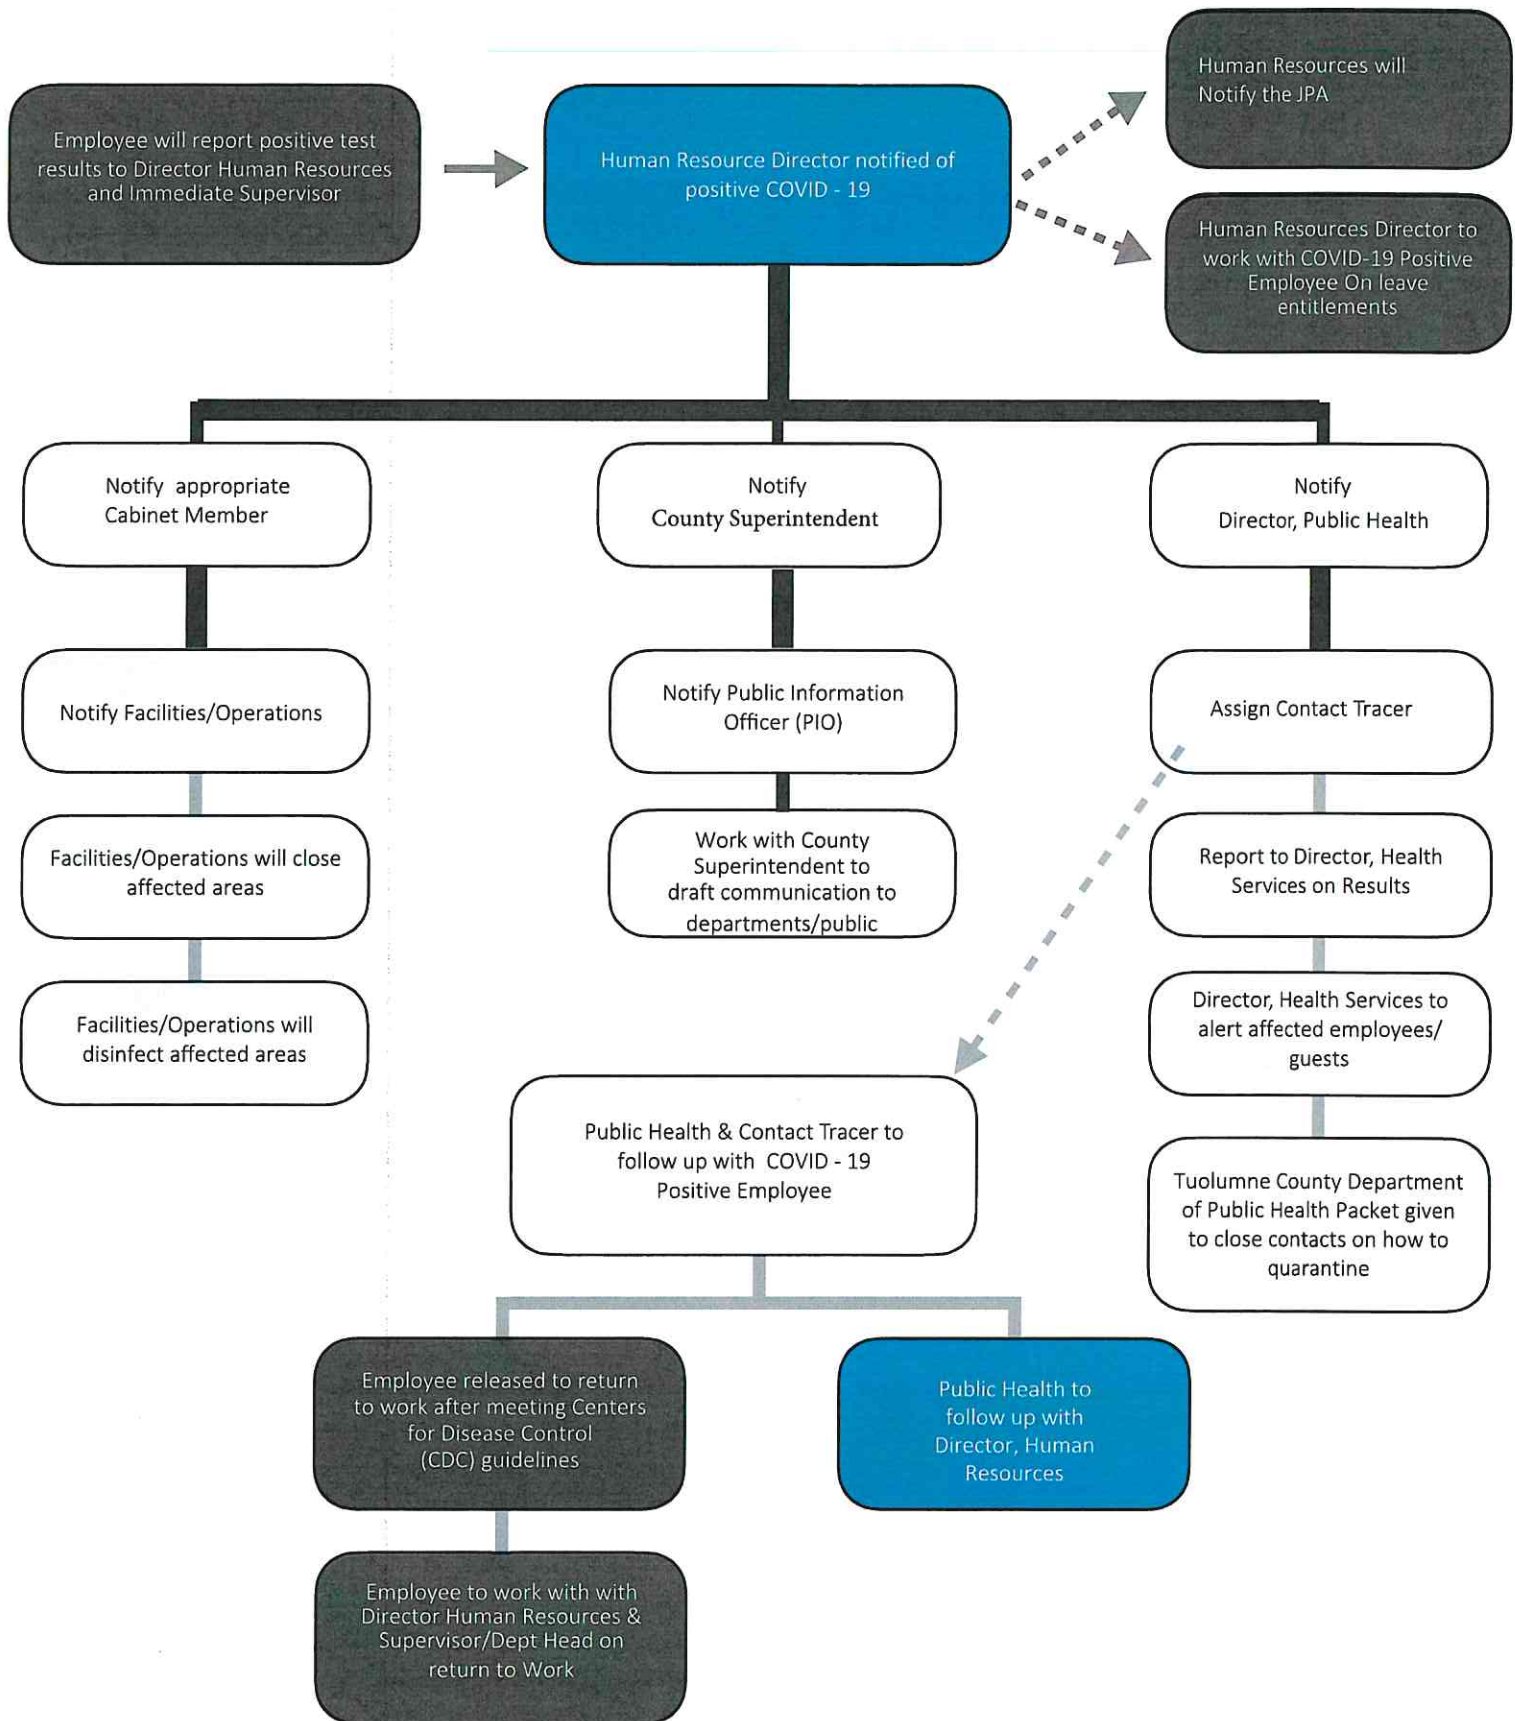 Employee will report positive test
results to Director Human Resources
and Immediate Supervisor
Human Resource Director notified of
positive COVID - 19
Human Resources will
Notify the JPA
Human Resources Director to
work with COVID-19 Positive
Employee On leave
entitlements
Notify appropriate
Cabinet Member
Notify
County Superintendent
Notify
Director, Public Health
Notify Facilities/Operations
Notify Public Information
Officer (PIO)
Assign Contact Tracer
Facilities/Operations will close
affected areas
Work with County
Superintendent to
draft communication to
departments/public
Report to Director, Health
Services on Results
Facilities/Operations will
disinfect affected areas
Director, Health Services to
alert affected employees/
guests
Public Health & Contact Tracer to
follow up with COVID - 19
Positive Employee
Tuolumne County Department
of Public Health Packet given
to close contacts on how to
quarantine
Employee released to return
to work after meeting Centers
for Disease Control
(CDC) guidelines
Public Health to
follow up with
Director, Human
Resources
Employee to work with with
Director Human Resources &
Supervisor/Dept Head on
return to Work